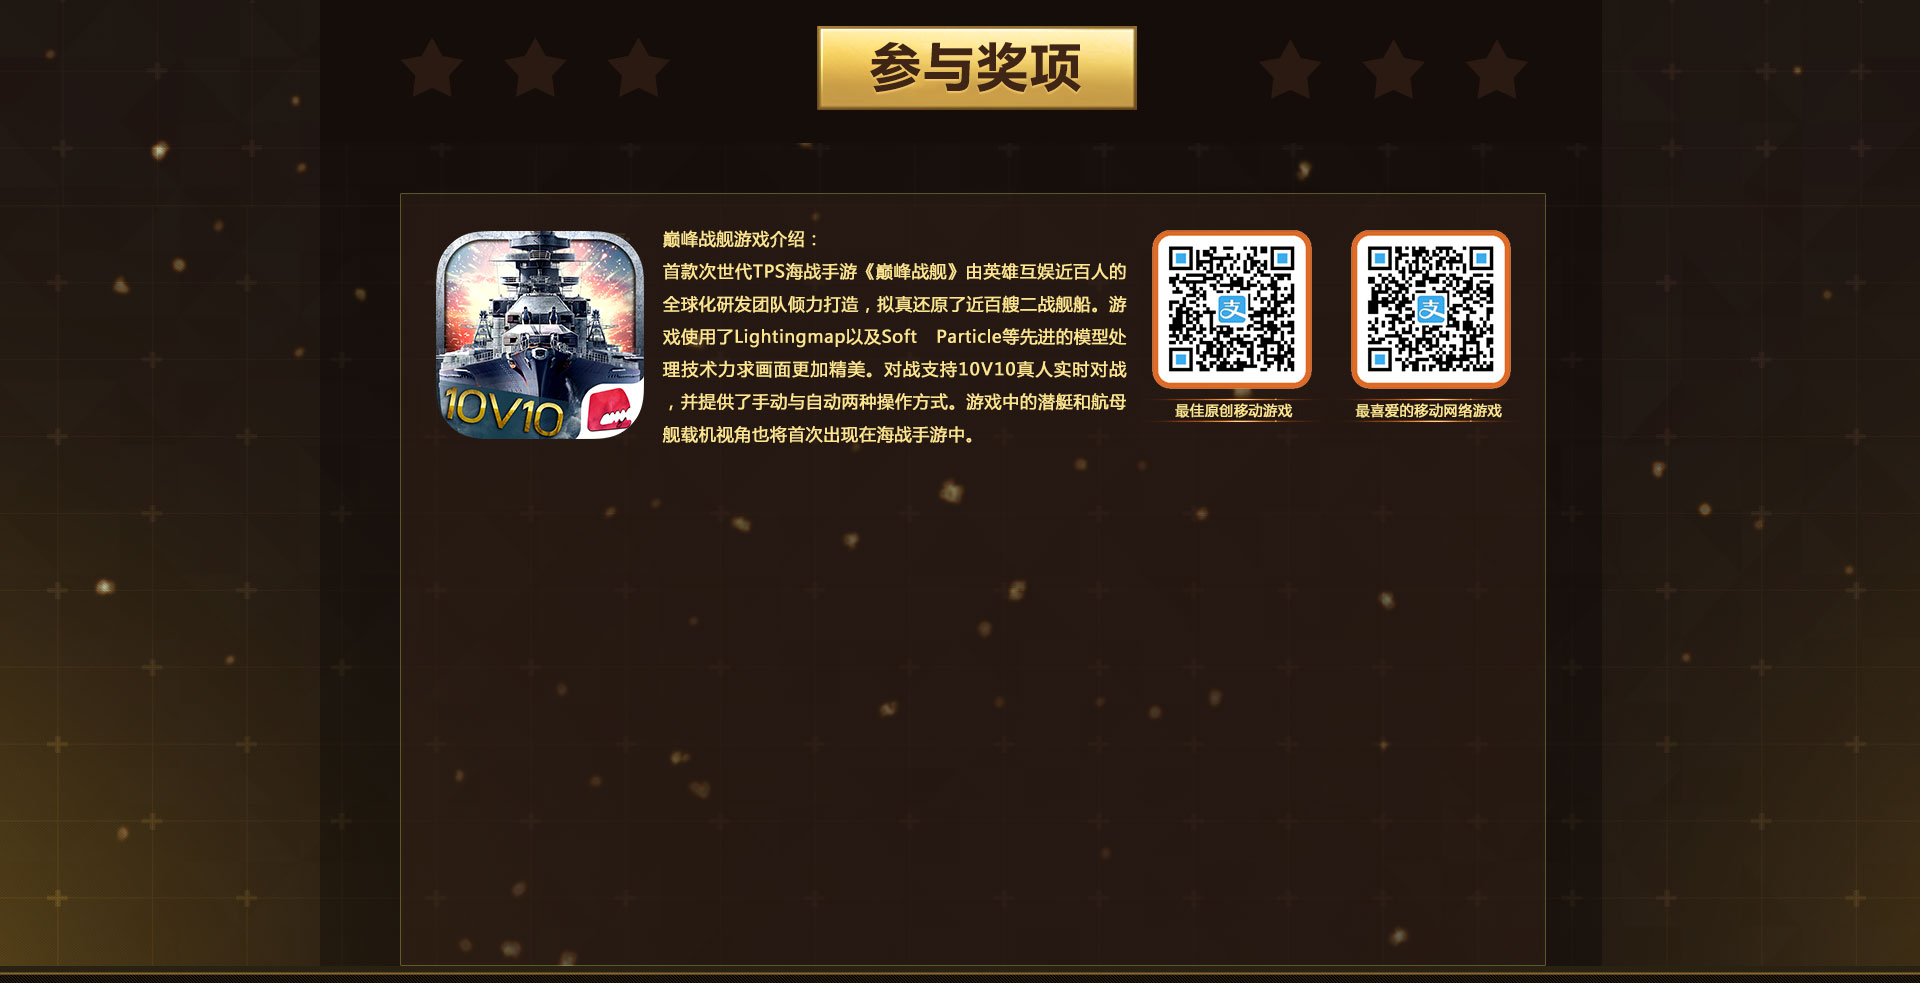 参与奖项
巅峰战舰游戏介绍：
首款次世代TPS海战手游《巅峰战舰》由英雄互娱近百人的
全球化研发团队倾力打造，拟真还原了近百艘二战舰船。游
戏使用了Lightingmap以及Soft Particle等先进的模型处
理技术力求画面更加精美。对战支持10V10真人实时对战
，并提供了手动与自动两种操作方式。游戏中的潜艇和航母
舰载机视角也将首次出现在海战手游中。
10V10
支
最佳原创移动游戏
支
最喜爱的移动网络游戏